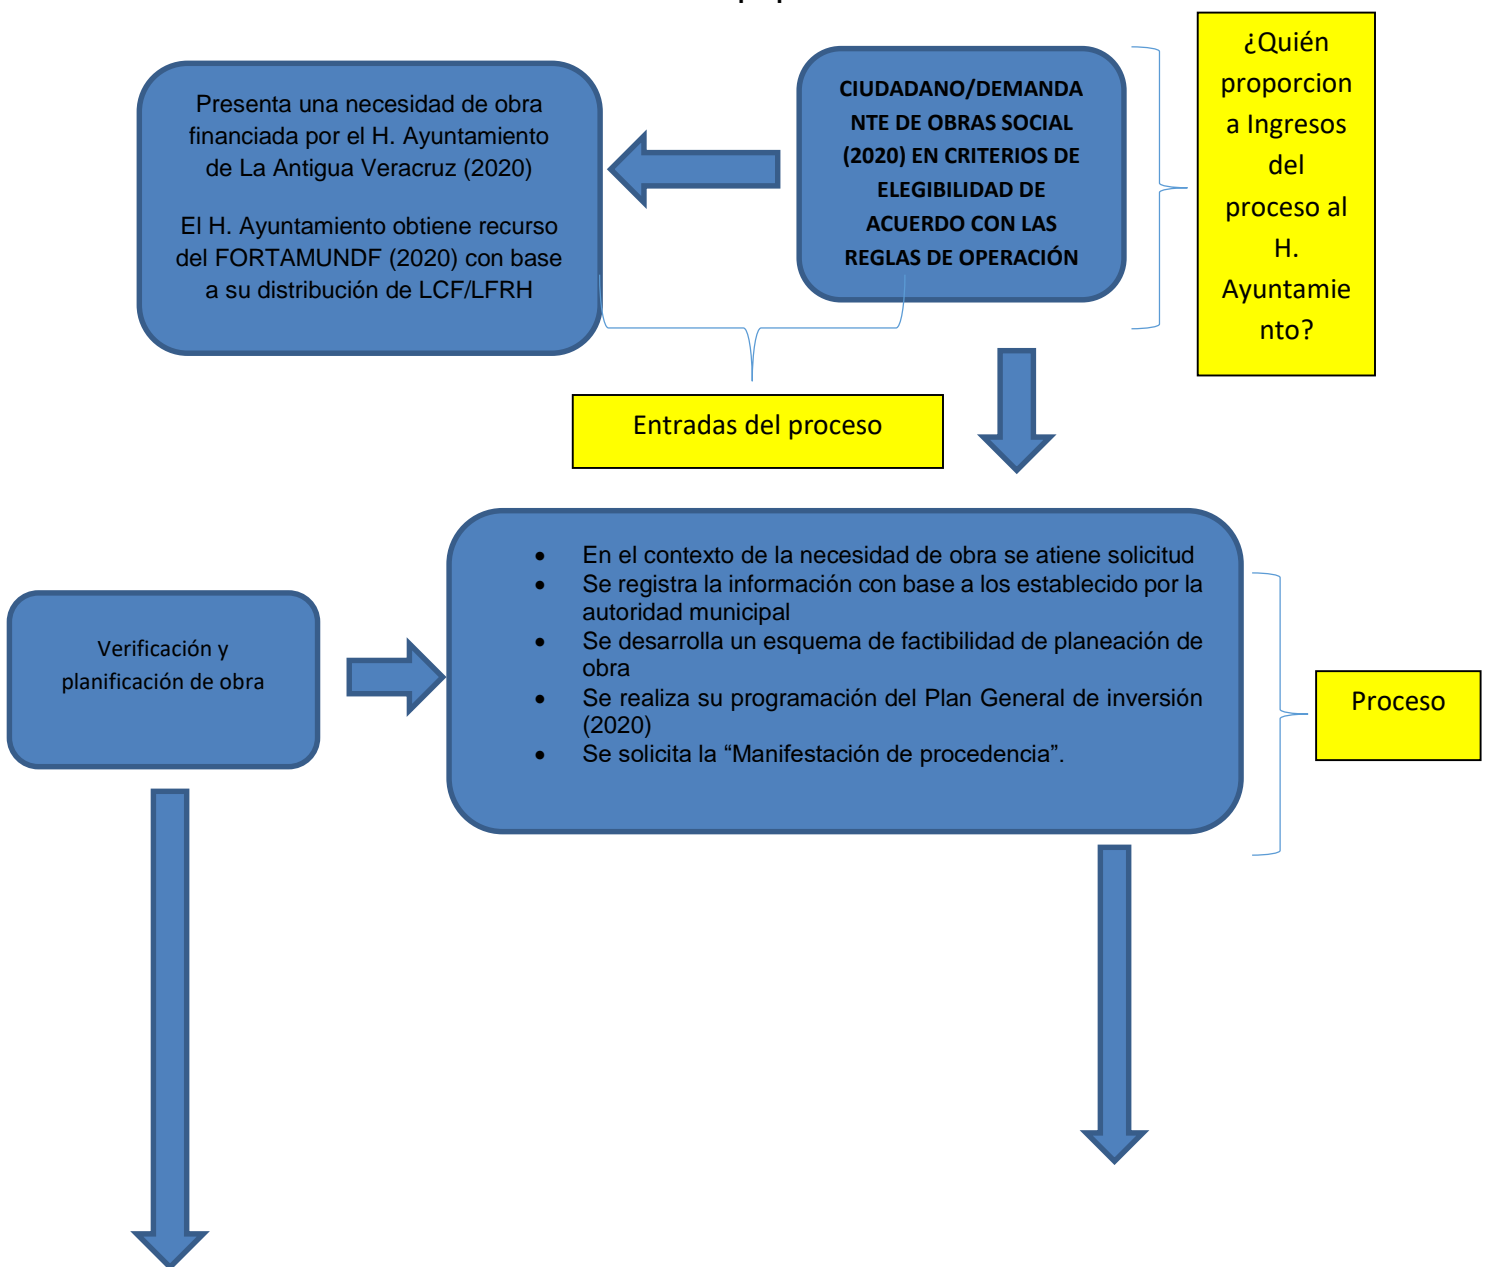 Presenta una necesidad de obra
financiada por el H. Ayuntamiento
de La Antigua Veracruz (2020)
El H. Ayuntamiento obtiene recurso
del FORTAMUNDF (2020) con base
a su distribución de LCF/LFRH
CIUDADANO/DEMANDA
NTE DE OBRAS SOCIAL
(2020) EN CRITERIOS DE
ELEGIBILIDAD DE
ACUERDO CON LAS
REGLAS DE OPERACIÓN
¿Quién
proporcion
a Ingresos
del
proceso al
H.
Ayuntamie
nto?
Entradas del proceso
Verificación y
planificación de obra
• En el contexto de la necesidad de obra se atiene solicitud
• Se registra la información con base a los establecido por la
autoridad municipal
• Se desarrolla un esquema de factibilidad de planeación de
obra
• Se realiza su programación del Plan General de inversión
(2020)
• Se solicita la “Manifestación de procedencia”.
Proceso